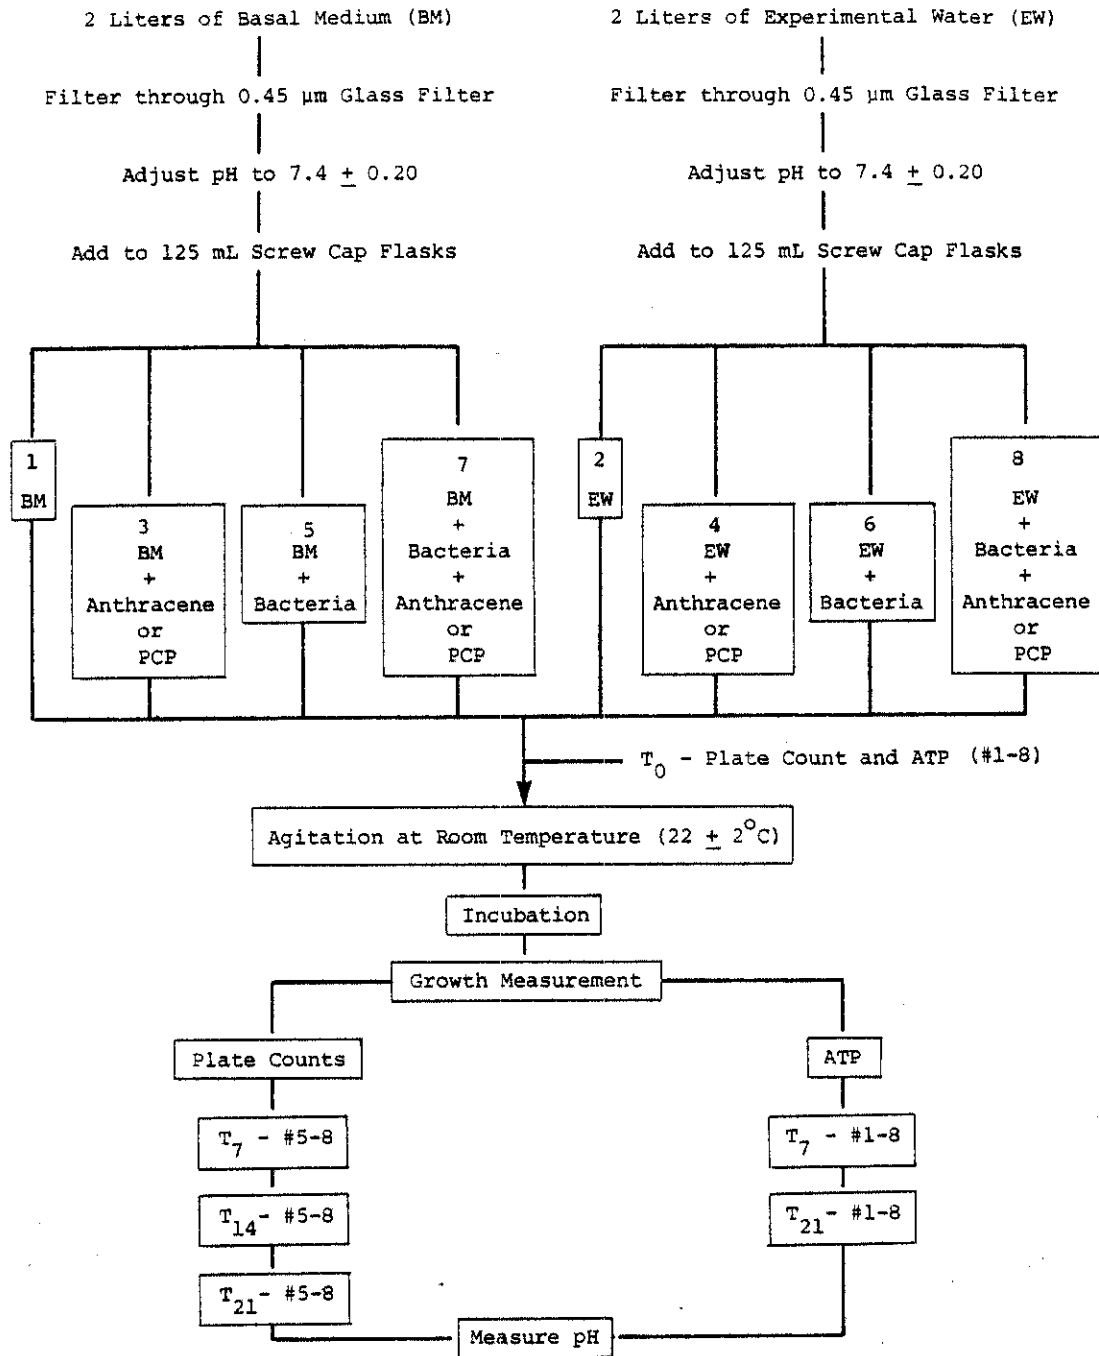 2 Liters of Basal Medium (BM)
2 Liters of Experimental Water (EW)
Filter through 0.45 µm Glass Filter
Filter through 0.45 µm Glass Filter
Adjust pH to 7.4 ± 0.20
Adjust pH to 7.4 ± 0.20
Add to 125 mL Screw Cap Flasks
Add to 125 mL Screw Cap Flasks
1
BM
3
BM
+
Anthracene
or
PCP
5
BM
+
Bacteria
7
BM
+
Bacteria
+
Anthracene
or
PCP
2
EW
4
EW
+
Anthracene
or
PCP
6
EW
+
Bacteria
8
EW
+
Bacteria
+
Anthracene
or
PCP
T0 - Plate Count and ATP (#1-8)
Agitation at Room Temperature (22 ± 2°C)
Incubation
Growth Measurement
Plate Counts
T7 - #5-8
T14 - #5-8
T21 - #5-8
ATP
T7 - #1-8
T21 - #1-8
Measure pH